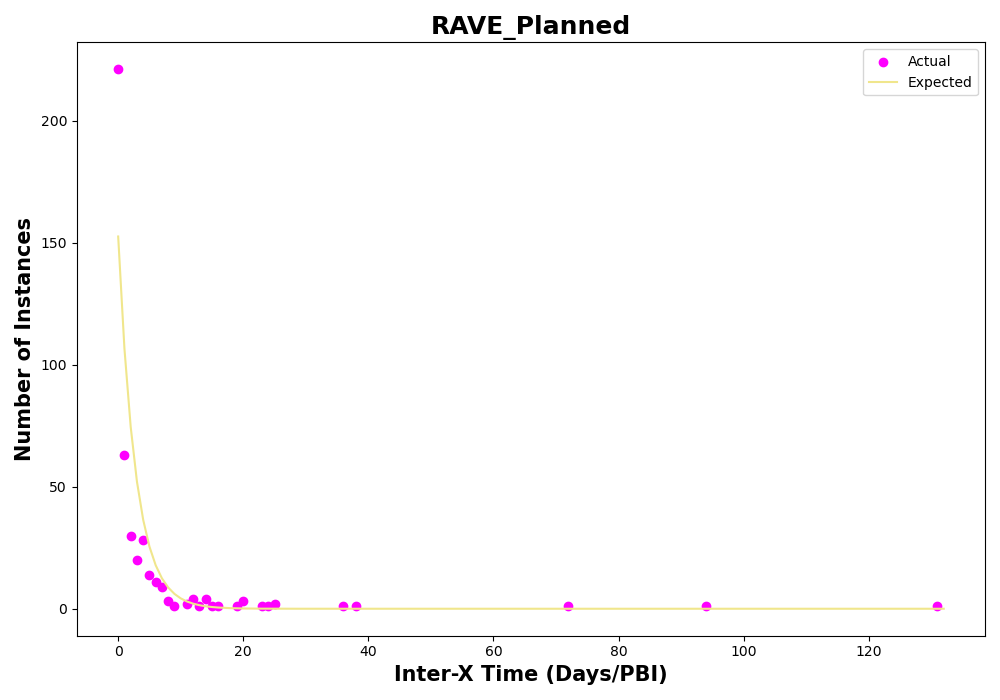 RAVE_Planned
Actual
Expected
Number of Instances
200
150
100
50
0
0 20 40 60 80 100 120
Inter-X Time (Days/PBI)